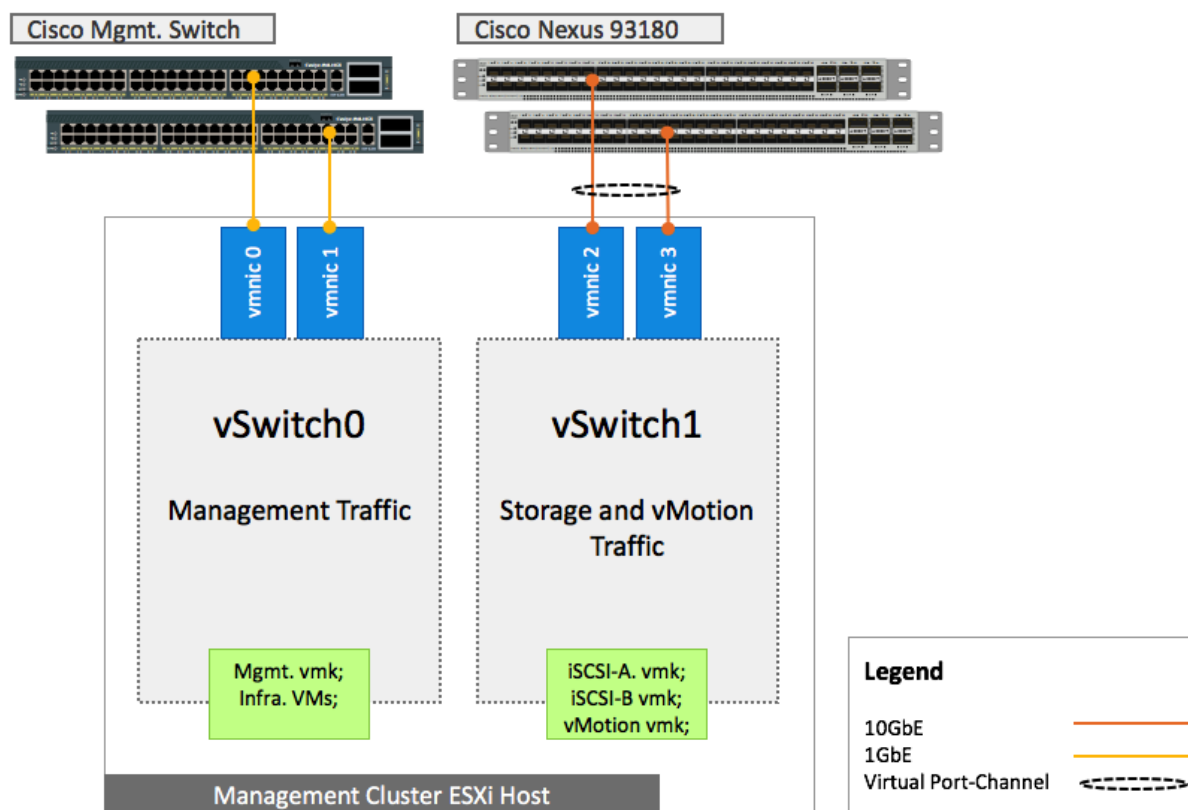 Cisco Mgmt. Switch
Cisco Nexus 93180
vmnic 0
vmnic 1
vmnic 2
vmnic 3
vSwitch0
Management Traffic
vSwitch1
Storage and vMotion
Traffic
Mgmt. vmk;
Infra. VMs;
iSCSI-A. vmk;
iSCSI-B vmk;
vMotion vmk;
Management Cluster ESXi Host
Legend
10GbE
1GbE
Virtual Port-Channel